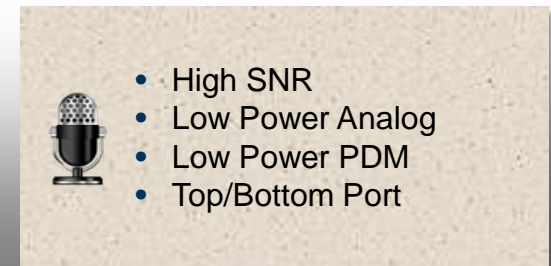 • High SNR
• Low Power Analog
• Low Power PDM
• Top/Bottom Port